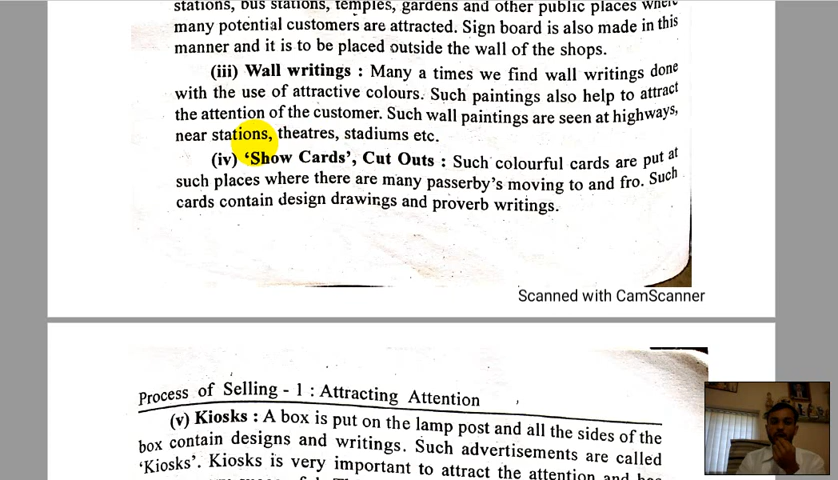 stations, bus stations, temples, gardens and other public places where
many potential customers are attracted. Sign board is also made in this
manner and it is to be placed outside the wall of the shops.
(iii) Wall writings : Many a times we find wall writings done
with the use of attractive colours. Such paintings also help to attract
the attention of the customer. Such wall paintings are seen at highways,
near stations, theatres, stadiums etc.
(iv) ‘Show Cards’, Cut Outs : Such colourful cards are put at
such places where there are many passerby’s moving to and fro. Such
cards contain design drawings and proverb writings.
Scanned with CamScanner
Process of Selling - 1 : Attracting Attention
(v) Kiosks : A box is put on the lamp post and all the sides of the
box contain designs and writings. Such advertisements are called
‘Kiosks’. Kiosks is very important to attract the attention and